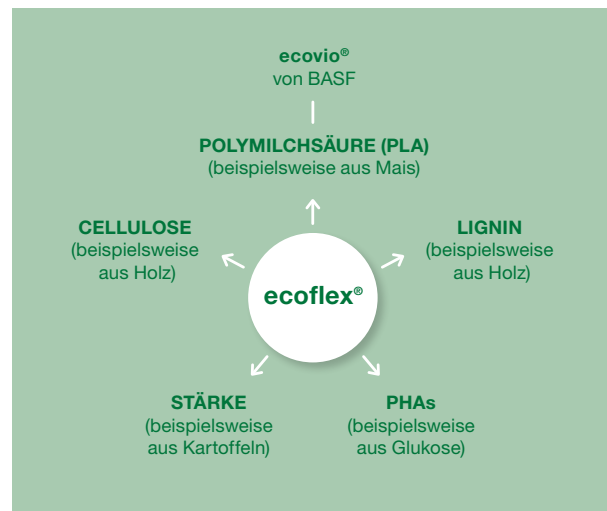 ecovio®
von BASF
POLYMILCHSÄURE (PLA)
(beispielsweise aus Mais)
CELLULOSE
(beispielsweise
aus Holz)
LIGNIN
(beispielsweise
aus Holz)
ecoflex®
STÄRKE
(beispielsweise
aus Kartoffeln)
PHAs
(beispielsweise
aus Glukose)